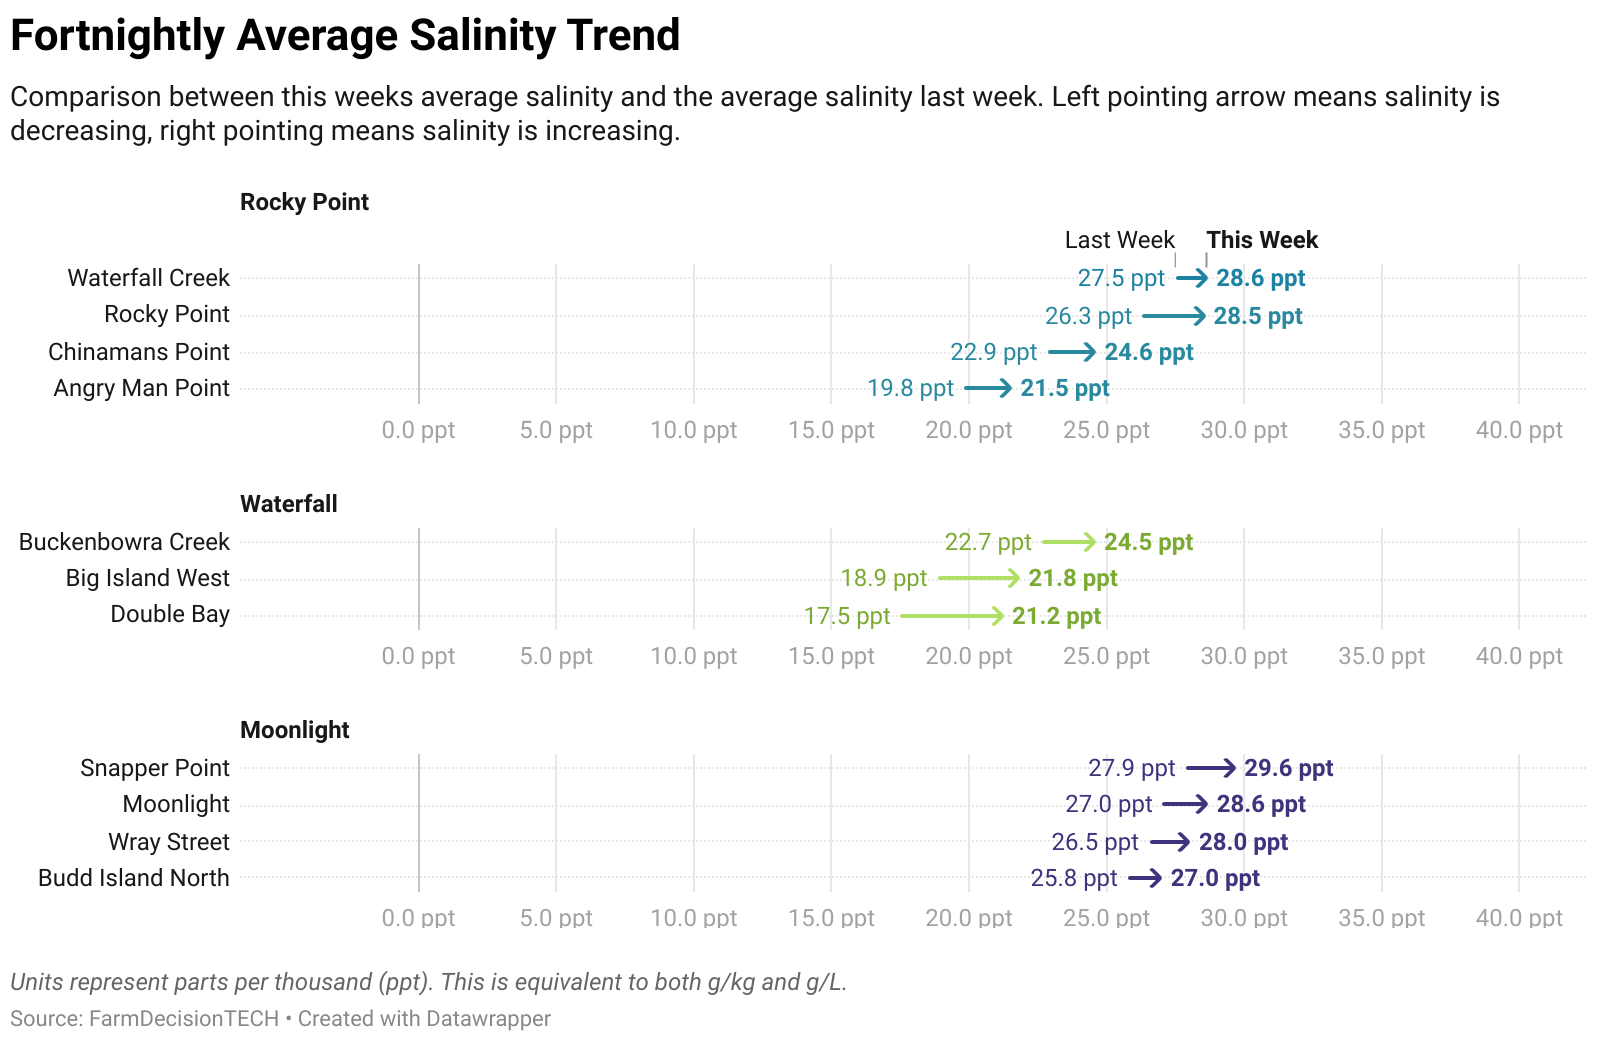 Fortnightly Average Salinity Trend
Comparison between this weeks average salinity and the average salinity last week. Left pointing arrow means salinity is
decreasing, right pointing means salinity is increasing.
Rocky Point
Last Week This Week
Waterfall Creek 27.5 ppt 28.6 ppt
Rocky Point 26.3 ppt 28.5 ppt
Chinamans Point 22.9 ppt 24.6 ppt
Angry Man Point 19.8 ppt 21.5 ppt
0.0 ppt 5.0 ppt 10.0 ppt 15.0 ppt 20.0 ppt 25.0 ppt 30.0 ppt 35.0 ppt 40.0 ppt
Waterfall
Buckenbowra Creek 22.7 ppt 24.5 ppt
Big Island West 18.9 ppt 21.8 ppt
Double Bay 17.5 ppt 21.2 ppt
0.0 ppt 5.0 ppt 10.0 ppt 15.0 ppt 20.0 ppt 25.0 ppt 30.0 ppt 35.0 ppt 40.0 ppt
Moonlight
Snapper Point 27.9 ppt 29.6 ppt
Moonlight 27.0 ppt 28.6 ppt
Wray Street 26.5 ppt 28.0 ppt
Budd Island North 25.8 ppt 27.0 ppt
0.0 ppt 5.0 ppt 10.0 ppt 15.0 ppt 20.0 ppt 25.0 ppt 30.0 ppt 35.0 ppt 40.0 ppt
Units represent parts per thousand (ppt). This is equivalent to both g/kg and g/L.
Source: FarmDecisionTECH • Created with Datawrapper